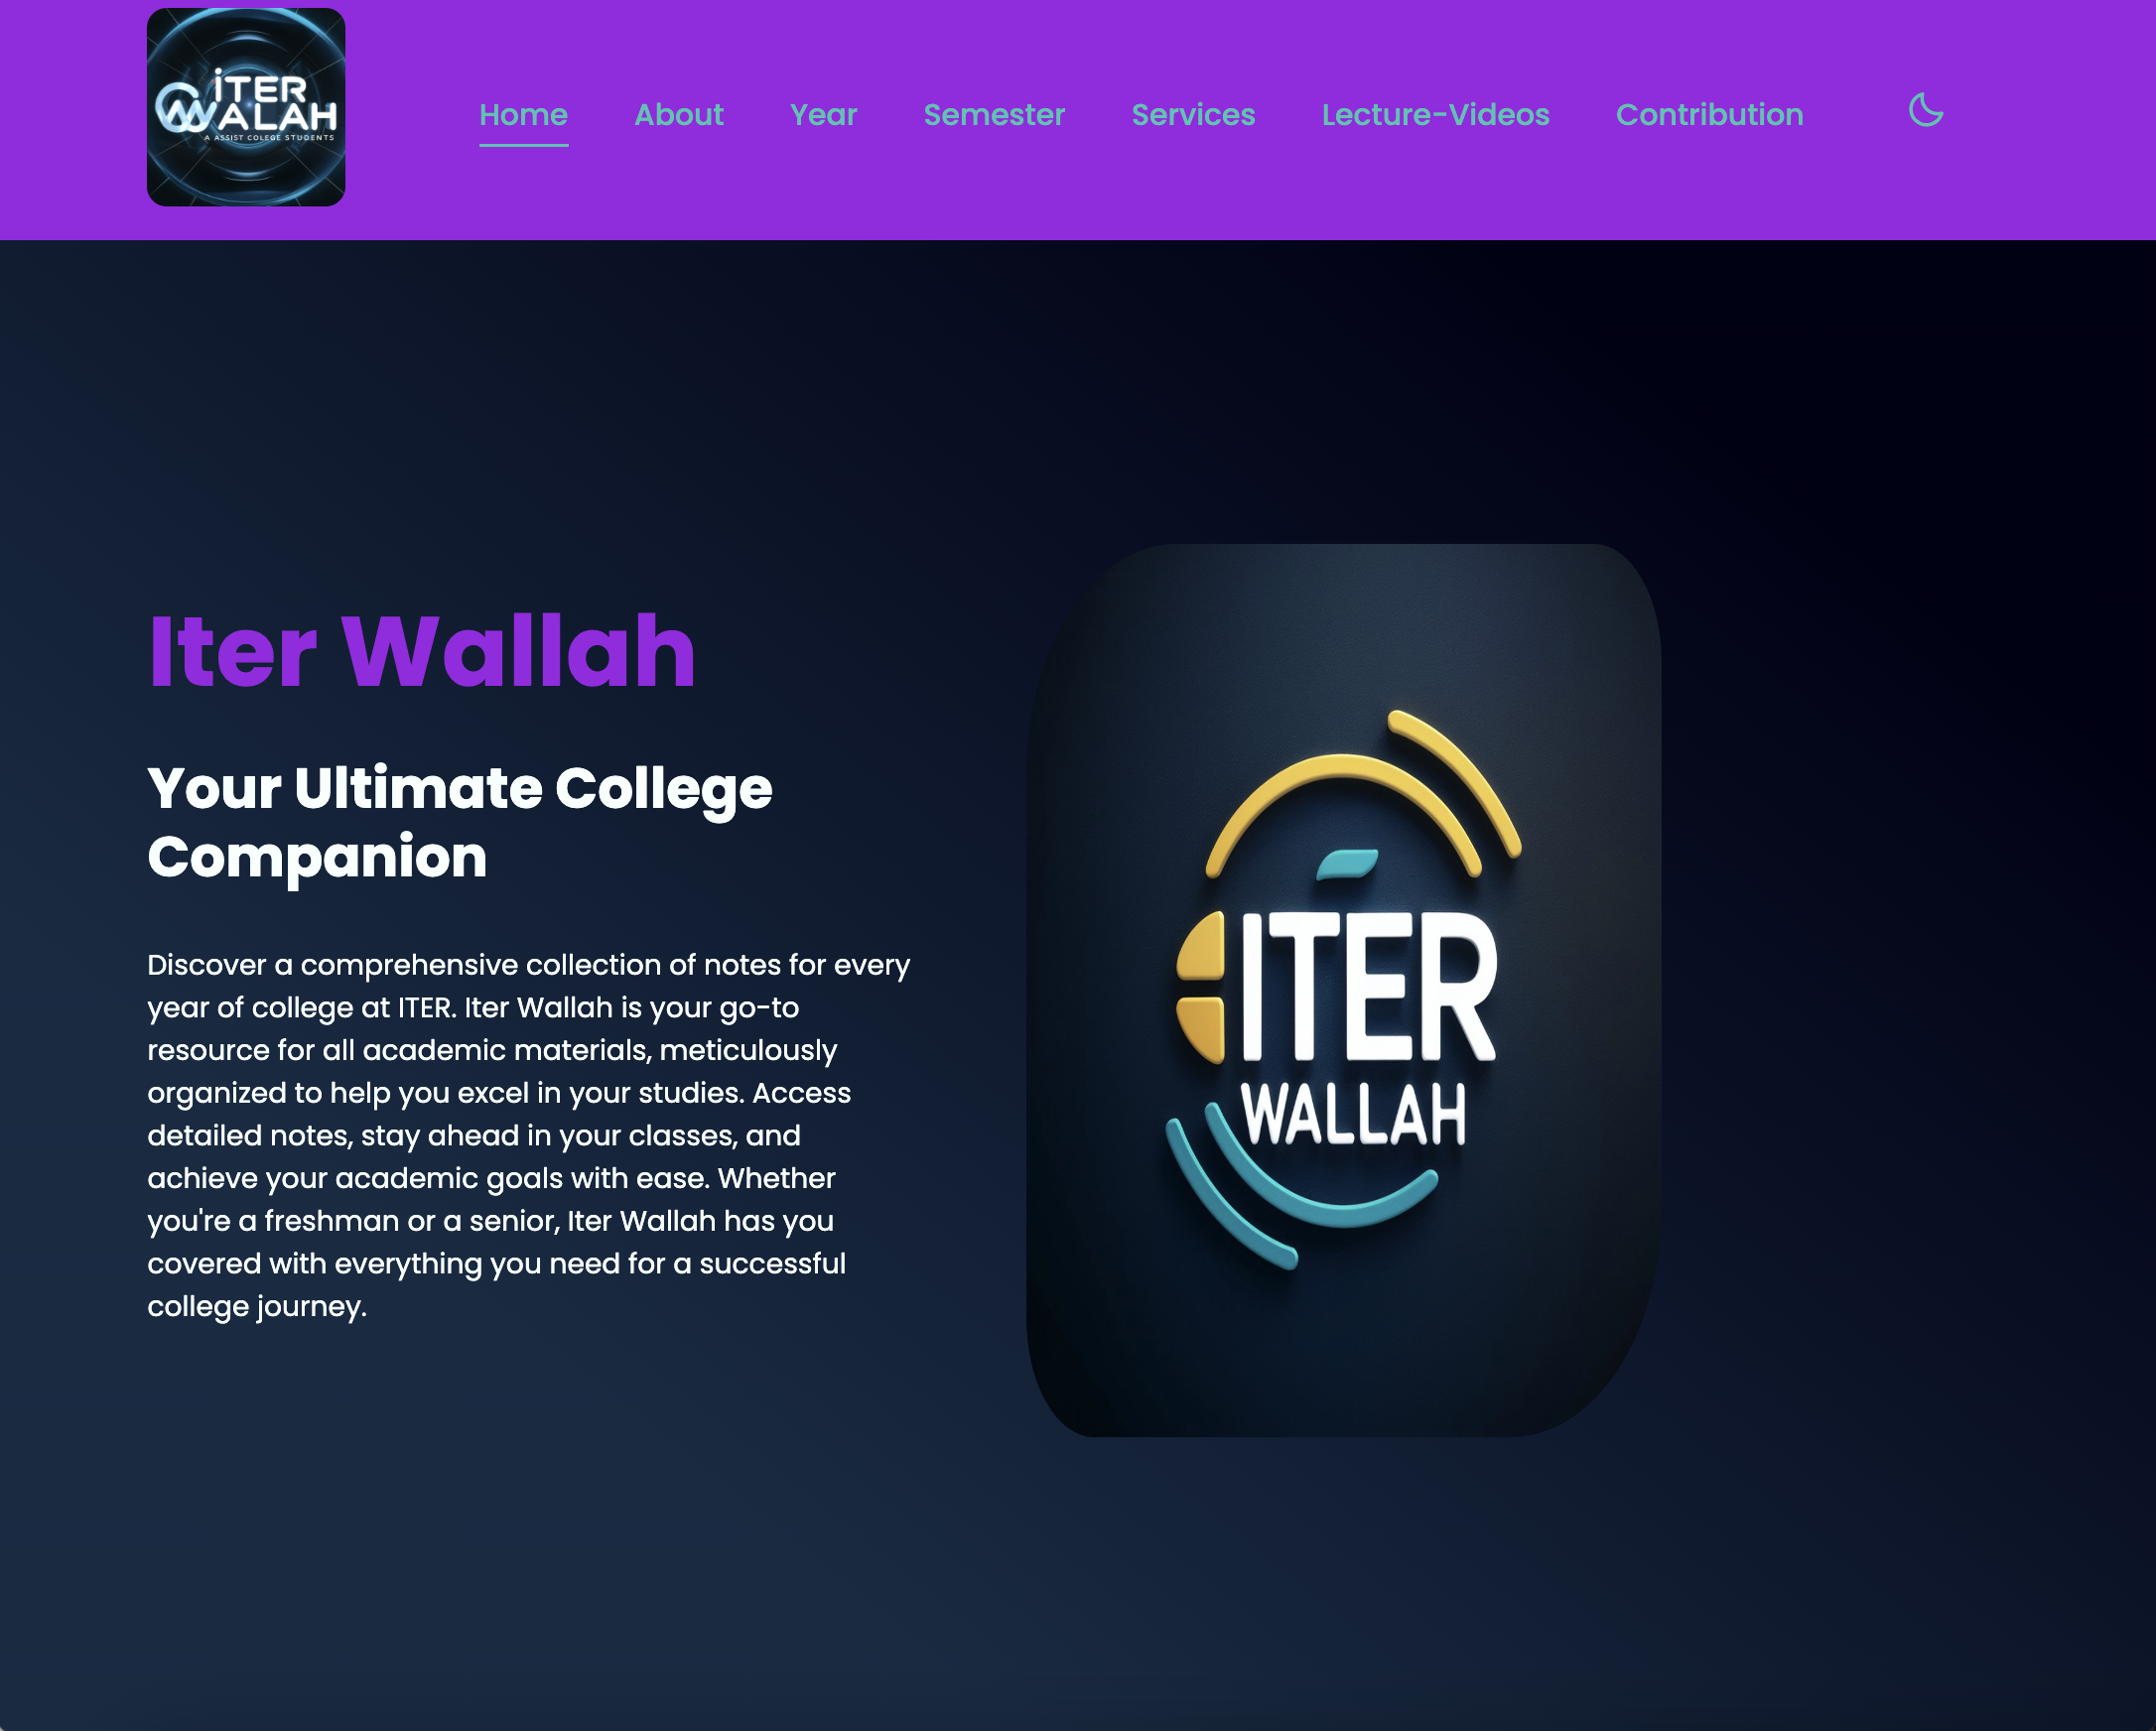 iTER
WALAH
A ASSIST COLEGE STUDENTS
Home About Year Semester Services Lecture-Videos Contribution
Iter Wallah
Your Ultimate College
Companion
Discover a comprehensive collection of notes for every
year of college at ITER. Iter Wallah is your go-to
resource for all academic materials, meticulously
organized to help you excel in your studies. Access
detailed notes, stay ahead in your classes, and
achieve your academic goals with ease. Whether
you're a freshman or a senior, Iter Wallah has you
covered with everything you need for a successful
college journey.
ITER
WALLAH